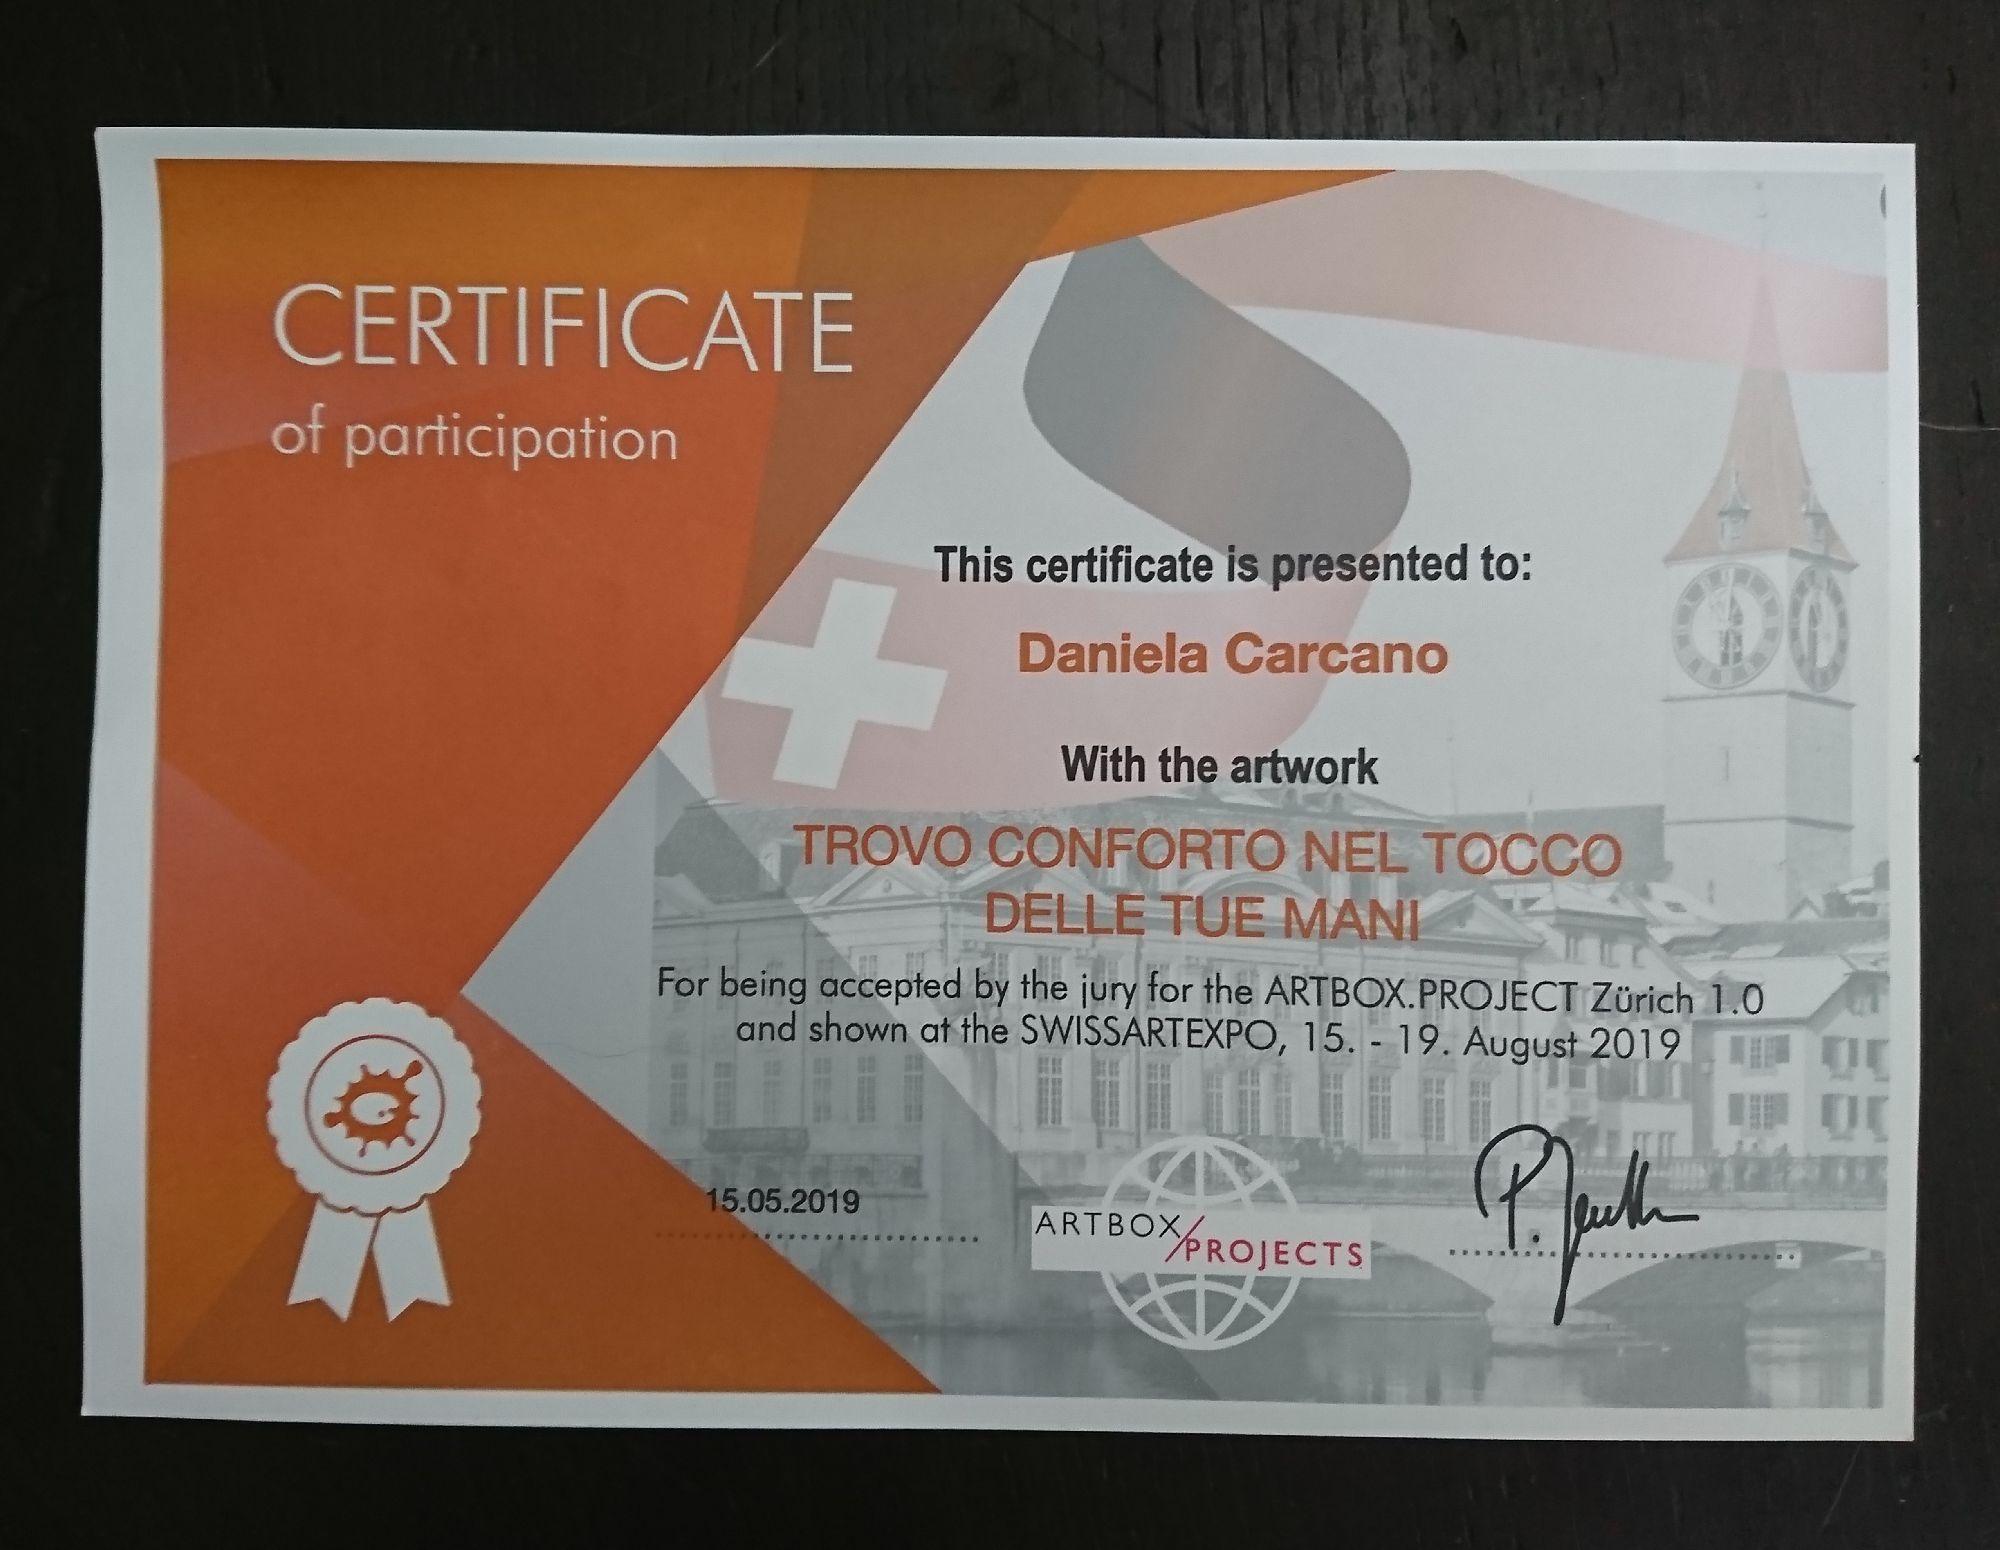 CERTIFICATE
of participation
This certificate is presented to:
Daniela Carcano
With the artwork
TROVO CONFORTO NEL TOCCO
DELLE TUE MANI
For being accepted by the jury for the ARTBOX.PROJECT Zürich 1.0
and shown at the SWISSARTEXPO, 15. - 19. August 2019
15.05.2019
ARTBOX/
PROJECTS